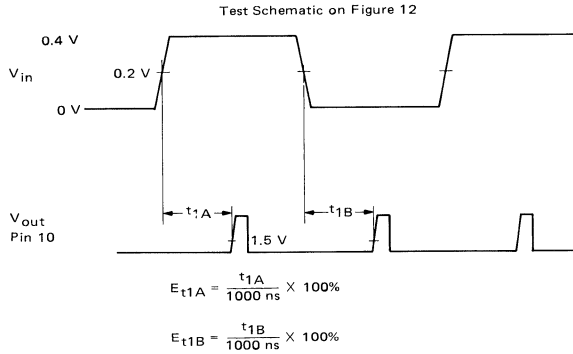 Test Schematic on Figure 12
0.4 V
Vin
0.2 V
0 V
t1A
t1B
Vout
Pin 10
1.5 V
Et1A = t1A / 1000 ns X 100%
Et1B = t1B / 1000 ns X 100%